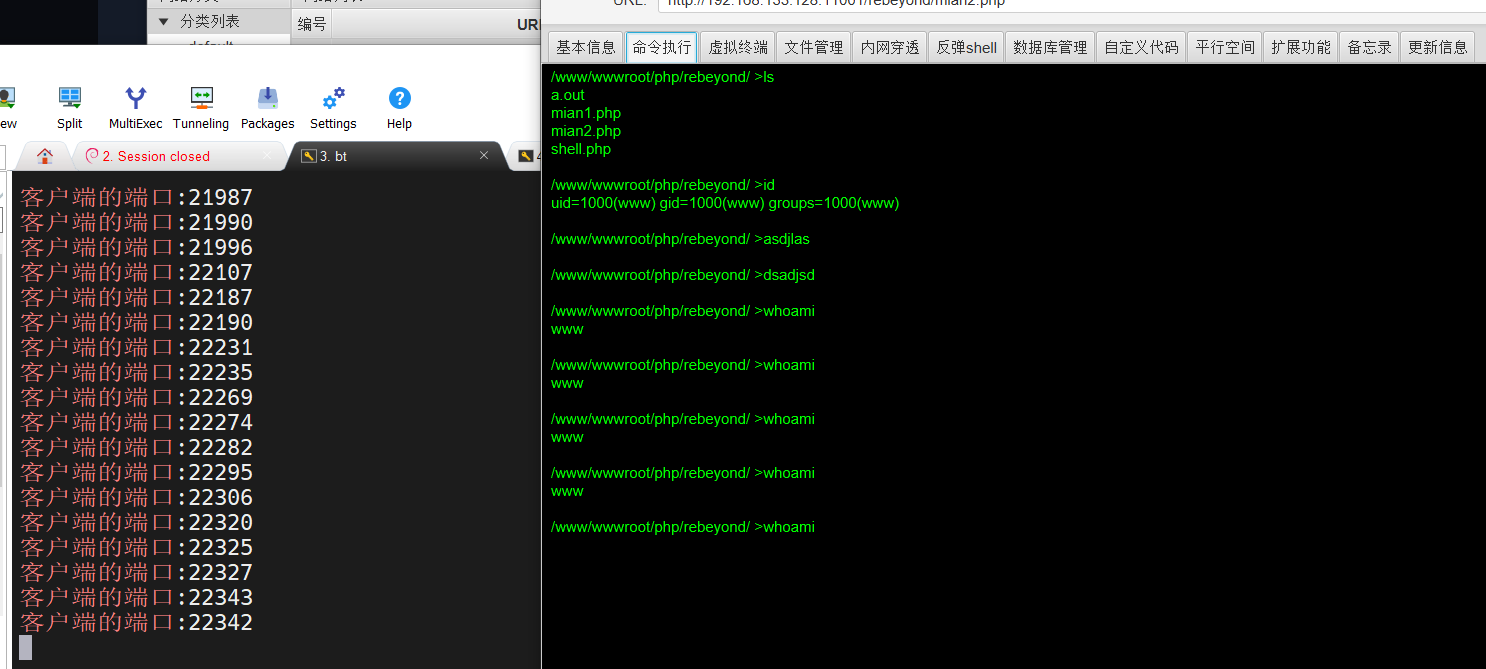 ▼ 分类列表
编号
URL:
基本信息 命令执行 虚拟终端 文件管理 内网穿透 反弹shell 数据库管理 自定义代码 平行空间 扩展功能 备忘录 更新信息
ew Split MultiExec Tunneling Packages Settings Help
2. Session closed
3. bt
客户端的端口:21987
客户端的端口:21990
客户端的端口:21996
客户端的端口:22107
客户端的端口:22187
客户端的端口:22190
客户端的端口:22231
客户端的端口:22235
客户端的端口:22269
客户端的端口:22274
客户端的端口:22282
客户端的端口:22295
客户端的端口:22306
客户端的端口:22320
客户端的端口:22325
客户端的端口:22327
客户端的端口:22343
客户端的端口:22342
/www/wwwroot/php/rebeyond/ >ls
a.out
mian1.php
mian2.php
shell.php
/www/wwwroot/php/rebeyond/ >id
uid=1000(www) gid=1000(www) groups=1000(www)
/www/wwwroot/php/rebeyond/ >asdjlas
/www/wwwroot/php/rebeyond/ >dsadjsd
/www/wwwroot/php/rebeyond/ >whoami
www
/www/wwwroot/php/rebeyond/ >whoami
www
/www/wwwroot/php/rebeyond/ >whoami
www
/www/wwwroot/php/rebeyond/ >whoami
www
/www/wwwroot/php/rebeyond/ >whoami